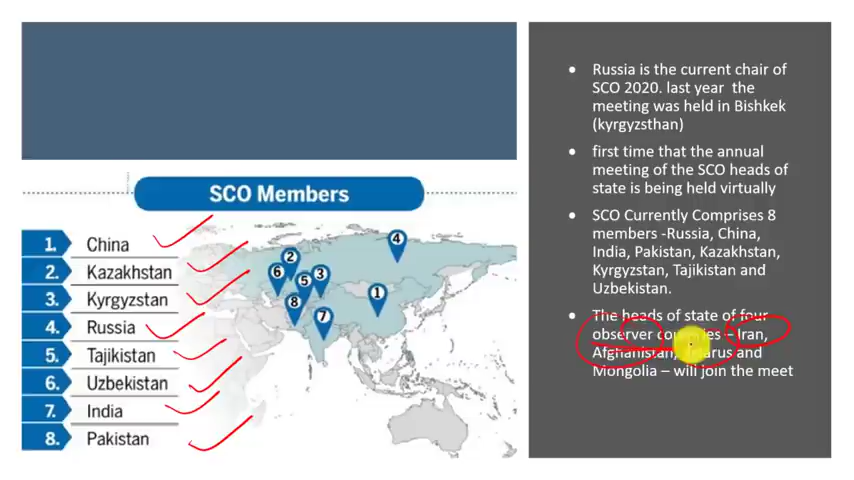 SCO Members
1. China
2. Kazakhstan
3. Kyrgyzstan
4. Russia
5. Tajikistan
6. Uzbekistan
7. India
8. Pakistan
4
2
6
5
3
1
8
7
• Russia is the current chair of
SCO 2020. last year the
meeting was held in Bishkek
(kyrgyzsthan)
• first time that the annual
meeting of the SCO heads of
state is being held virtually
• SCO Currently Comprises 8
members -Russia, China,
India, Pakistan, Kazakhstan,
Kyrgyzstan, Tajikistan and
Uzbekistan.
• The heads of state of four
observer countries – Iran,
Afghanistan, and
Mongolia – will join the meet